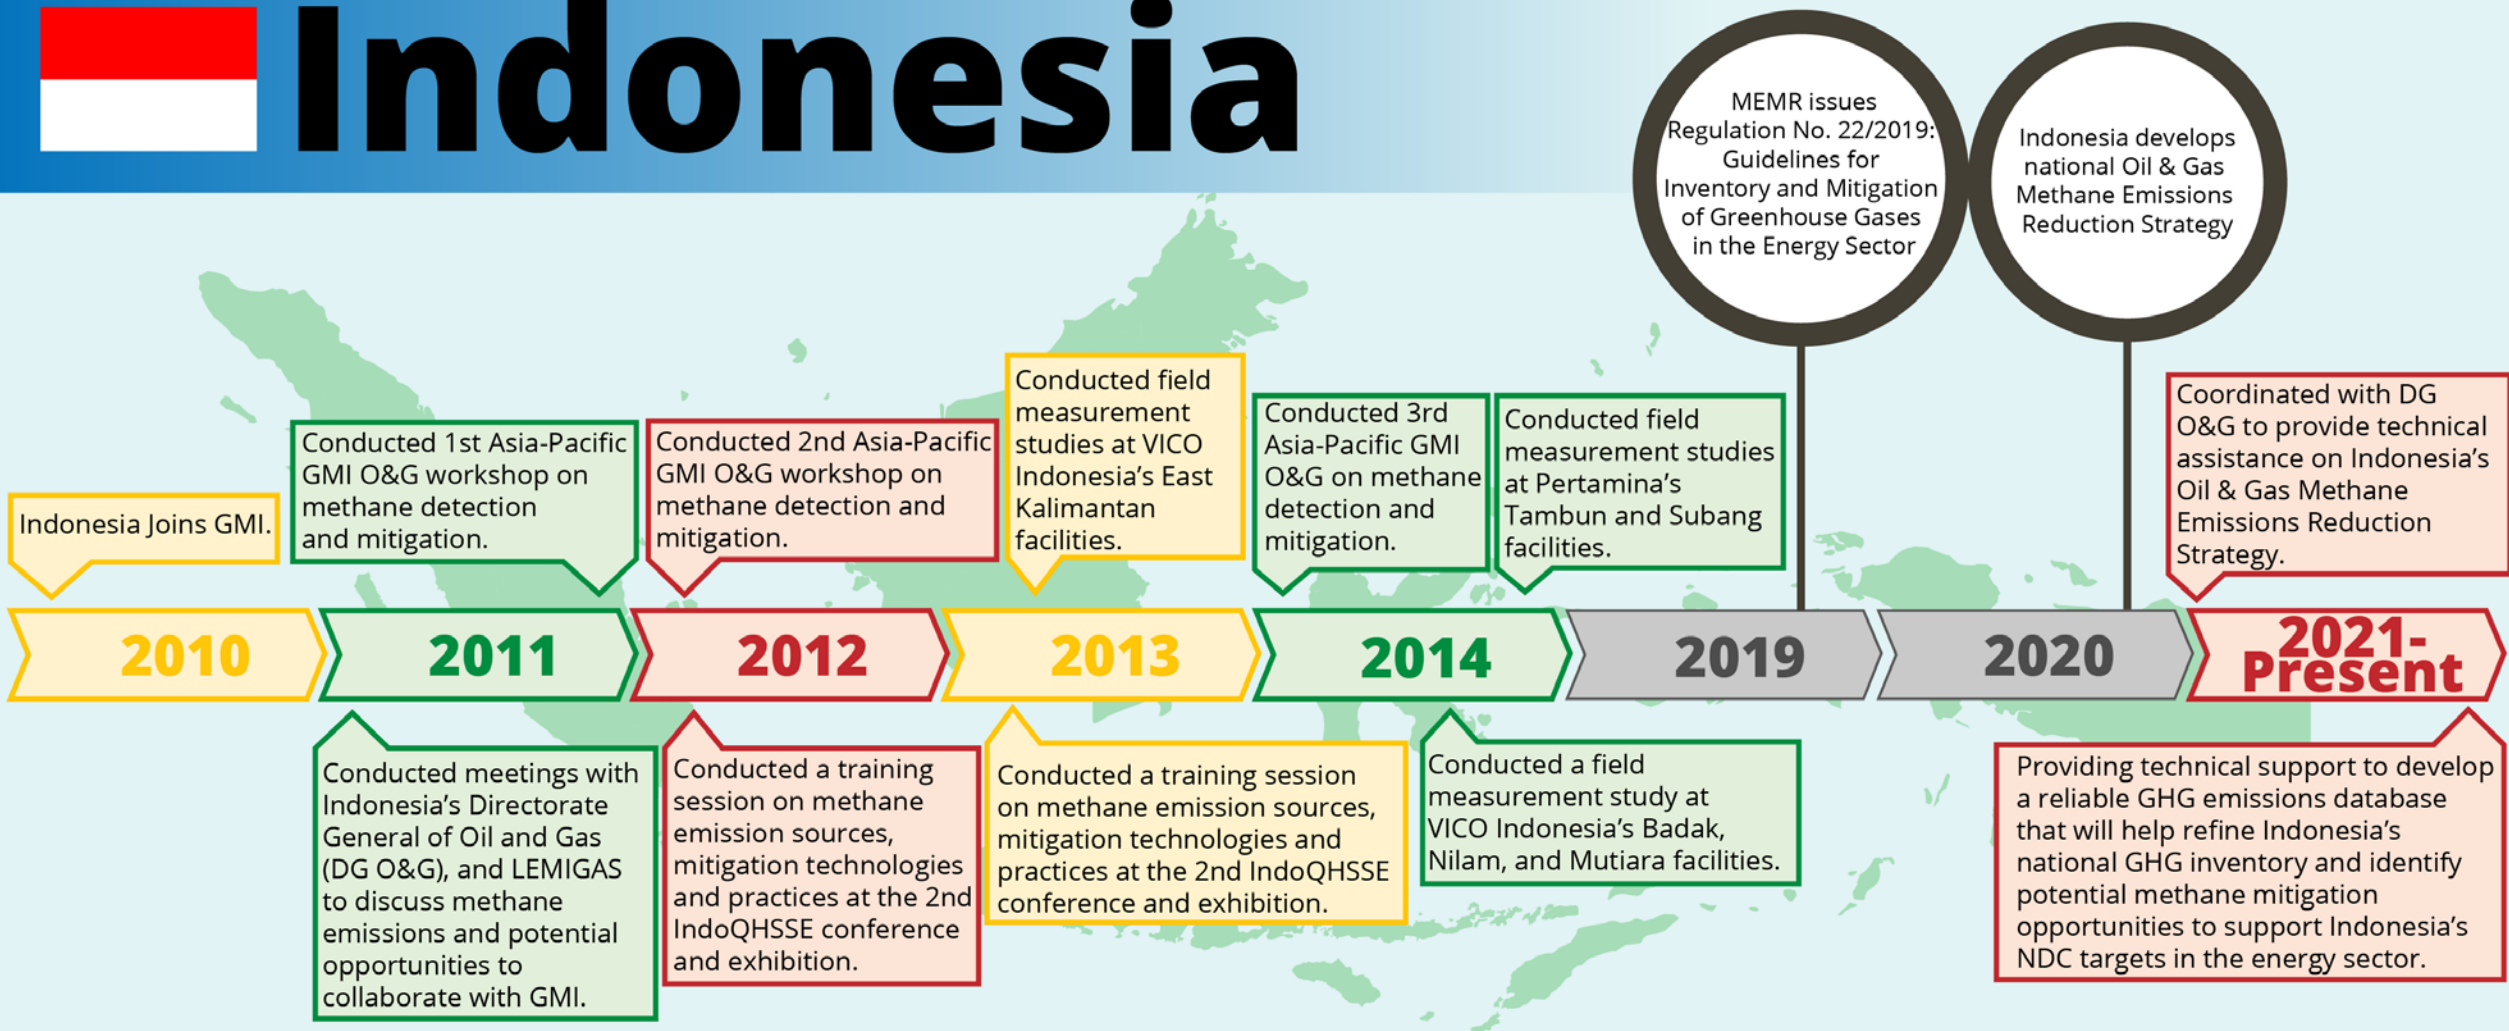 Indonesia
MEMR issues
Regulation No. 22/2019:
Guidelines for
Inventory and Mitigation
of Greenhouse Gases
in the Energy Sector
Indonesia develops
national Oil & Gas
Methane Emissions
Reduction Strategy
Indonesia Joins GMI.
Conducted 1st Asia-Pacific
GMI O&G workshop on
methane detection
and mitigation.
Conducted 2nd Asia-Pacific
GMI O&G workshop on
methane detection and
mitigation.
Conducted field
measurement
studies at VICO
Indonesia's East
Kalimantan
facilities.
Conducted 3rd
Asia-Pacific GMI
O&G on methane
detection and
mitigation.
Conducted field
measurement studies
at Pertamina's
Tambun and Subang
facilities.
Coordinated with DG
O&G to provide technical
assistance on Indonesia's
Oil & Gas Methane
Emissions Reduction
Strategy.
2010
2011
2012
2013
2014
2019
2020
2021-
Present
Conducted meetings with
Indonesia's Directorate
General of Oil and Gas
(DG O&G), and LEMIGAS
to discuss methane
emissions and potential
opportunities to
collaborate with GMI.
Conducted a training
session on methane
emission sources,
mitigation technologies
and practices at the 2nd
IndoQHSSE conference
and exhibition.
Conducted a training session
on methane emission sources,
mitigation technologies and
practices at the 2nd IndoQHSSE
conference and exhibition.
Conducted a field
measurement study at
VICO Indonesia's Badak,
Nilam, and Mutiara facilities.
Providing technical support to develop
a reliable GHG emissions database
that will help refine Indonesia's
national GHG inventory and identify
potential methane mitigation
opportunities to support Indonesia's
NDC targets in the energy sector.